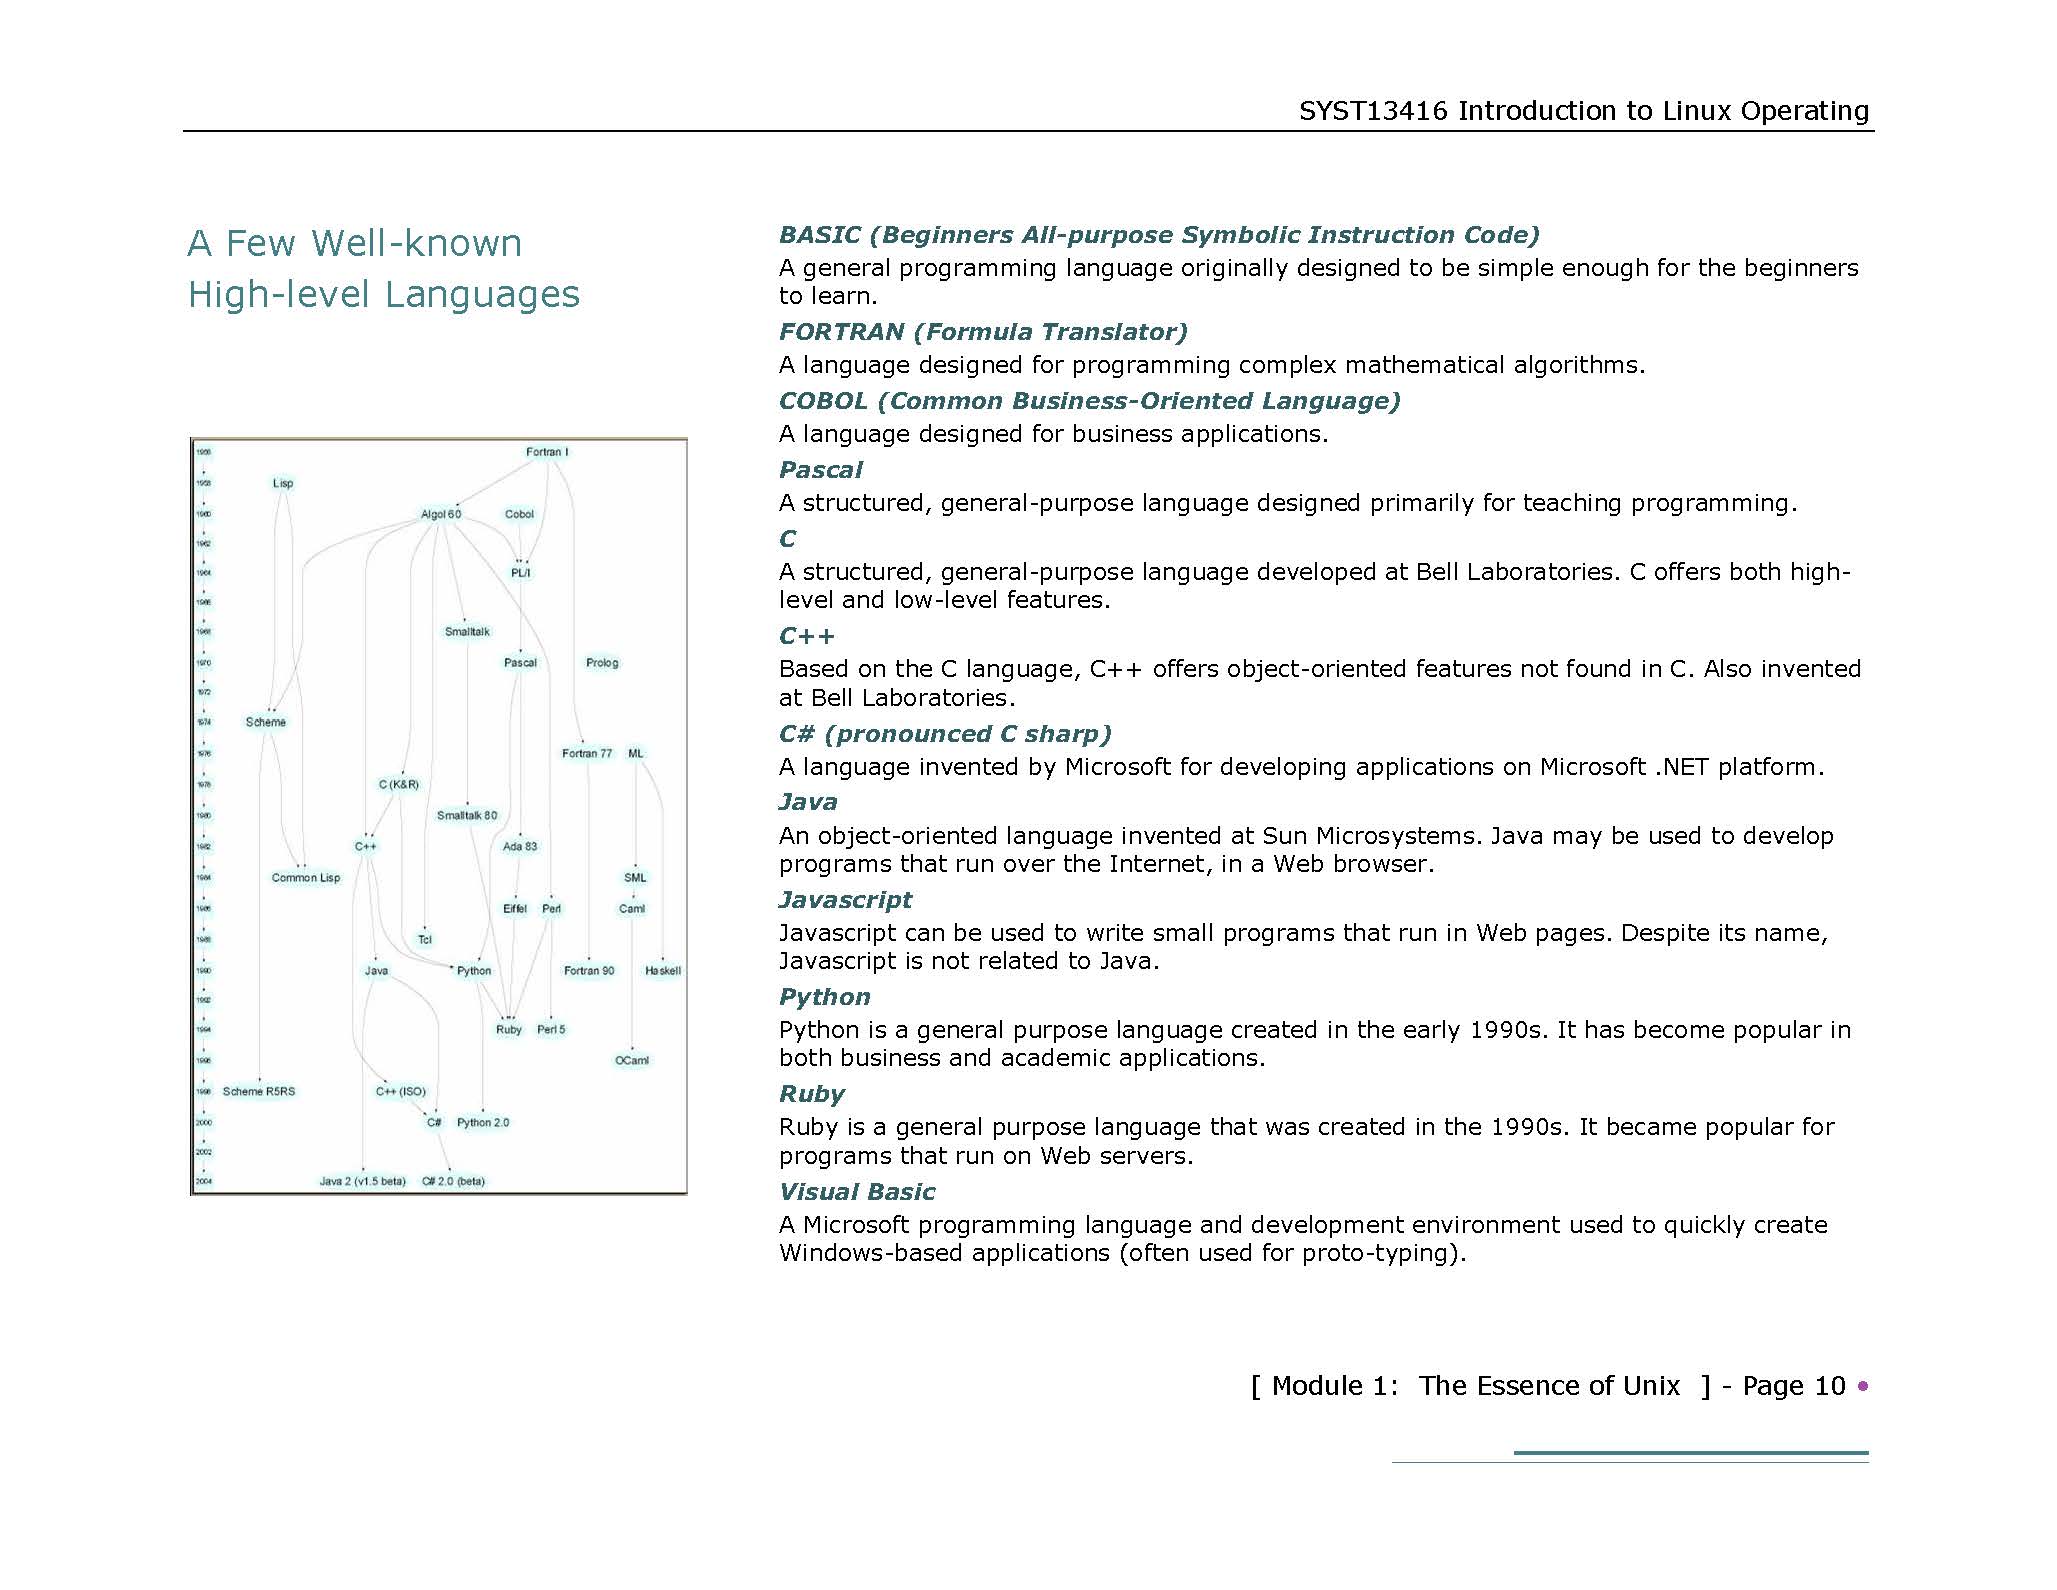 SYST13416 Introduction to Linux Operating
A Few Well-known
High-level Languages
1956
Fortran I
1958
Lisp
1960
Algol 60
Cobol
1962
1964
PL/I
1966
1968
Smalltalk
1970
Pascal
Prolog
1972
1974
Scheme
1976
Fortran 77
ML
1978
C (K&R)
1980
Smalltalk 80
1982
C++
Ada 83
1984
Common Lisp
SML
1986
Eiffel
Perl
Caml
1988
Tcl
1990
Java
Python
Fortran 90
Haskell
1992
1994
Ruby
Perl 5
1996
OCaml
1998
Scheme R5RS
C++ (ISO)
2000
C#
Python 2.0
2002
2004
Java 2 (v1.5 beta)
C# 2.0 (beta)
BASIC (Beginners All-purpose Symbolic Instruction Code)
A general programming language originally designed to be simple enough for the beginners
to learn.
FORTRAN (Formula Translator)
A language designed for programming complex mathematical algorithms.
COBOL (Common Business-Oriented Language)
A language designed for business applications.
Pascal
A structured, general-purpose language designed primarily for teaching programming.
C
A structured, general-purpose language developed at Bell Laboratories. C offers both high-
level and low-level features.
C++
Based on the C language, C++ offers object-oriented features not found in C. Also invented
at Bell Laboratories.
C# (pronounced C sharp)
A language invented by Microsoft for developing applications on Microsoft .NET platform.
Java
An object-oriented language invented at Sun Microsystems. Java may be used to develop
programs that run over the Internet, in a Web browser.
Javascript
Javascript can be used to write small programs that run in Web pages. Despite its name,
Javascript is not related to Java.
Python
Python is a general purpose language created in the early 1990s. It has become popular in
both business and academic applications.
Ruby
Ruby is a general purpose language that was created in the 1990s. It became popular for
programs that run on Web servers.
Visual Basic
A Microsoft programming language and development environment used to quickly create
Windows-based applications (often used for proto-typing).
[ Module 1: The Essence of Unix ] - Page 10 •